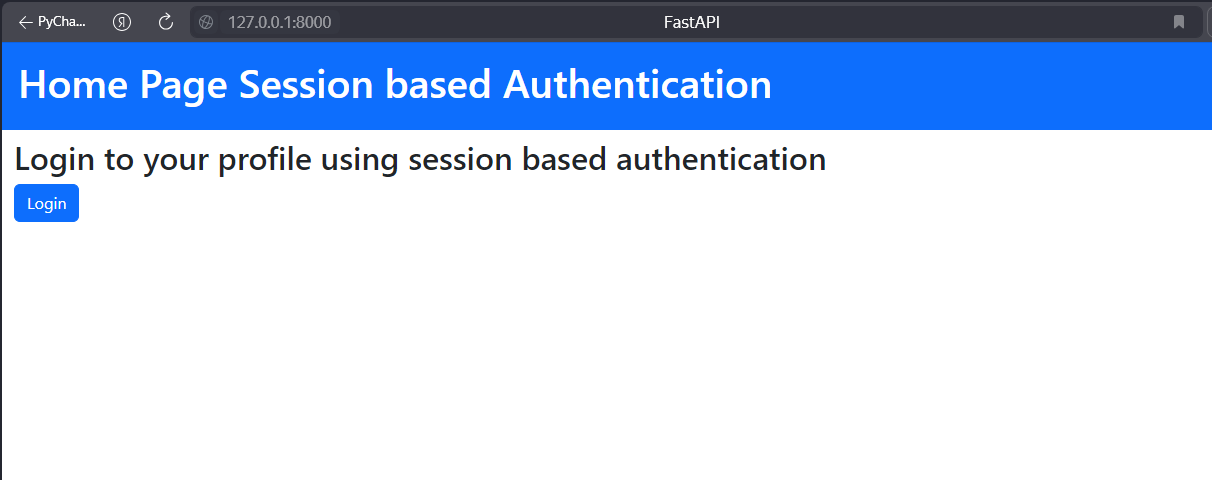 PyCha... Я 127.0.0.1:8000 FastAPI
Home Page Session based Authentication
Login to your profile using session based authentication
Login